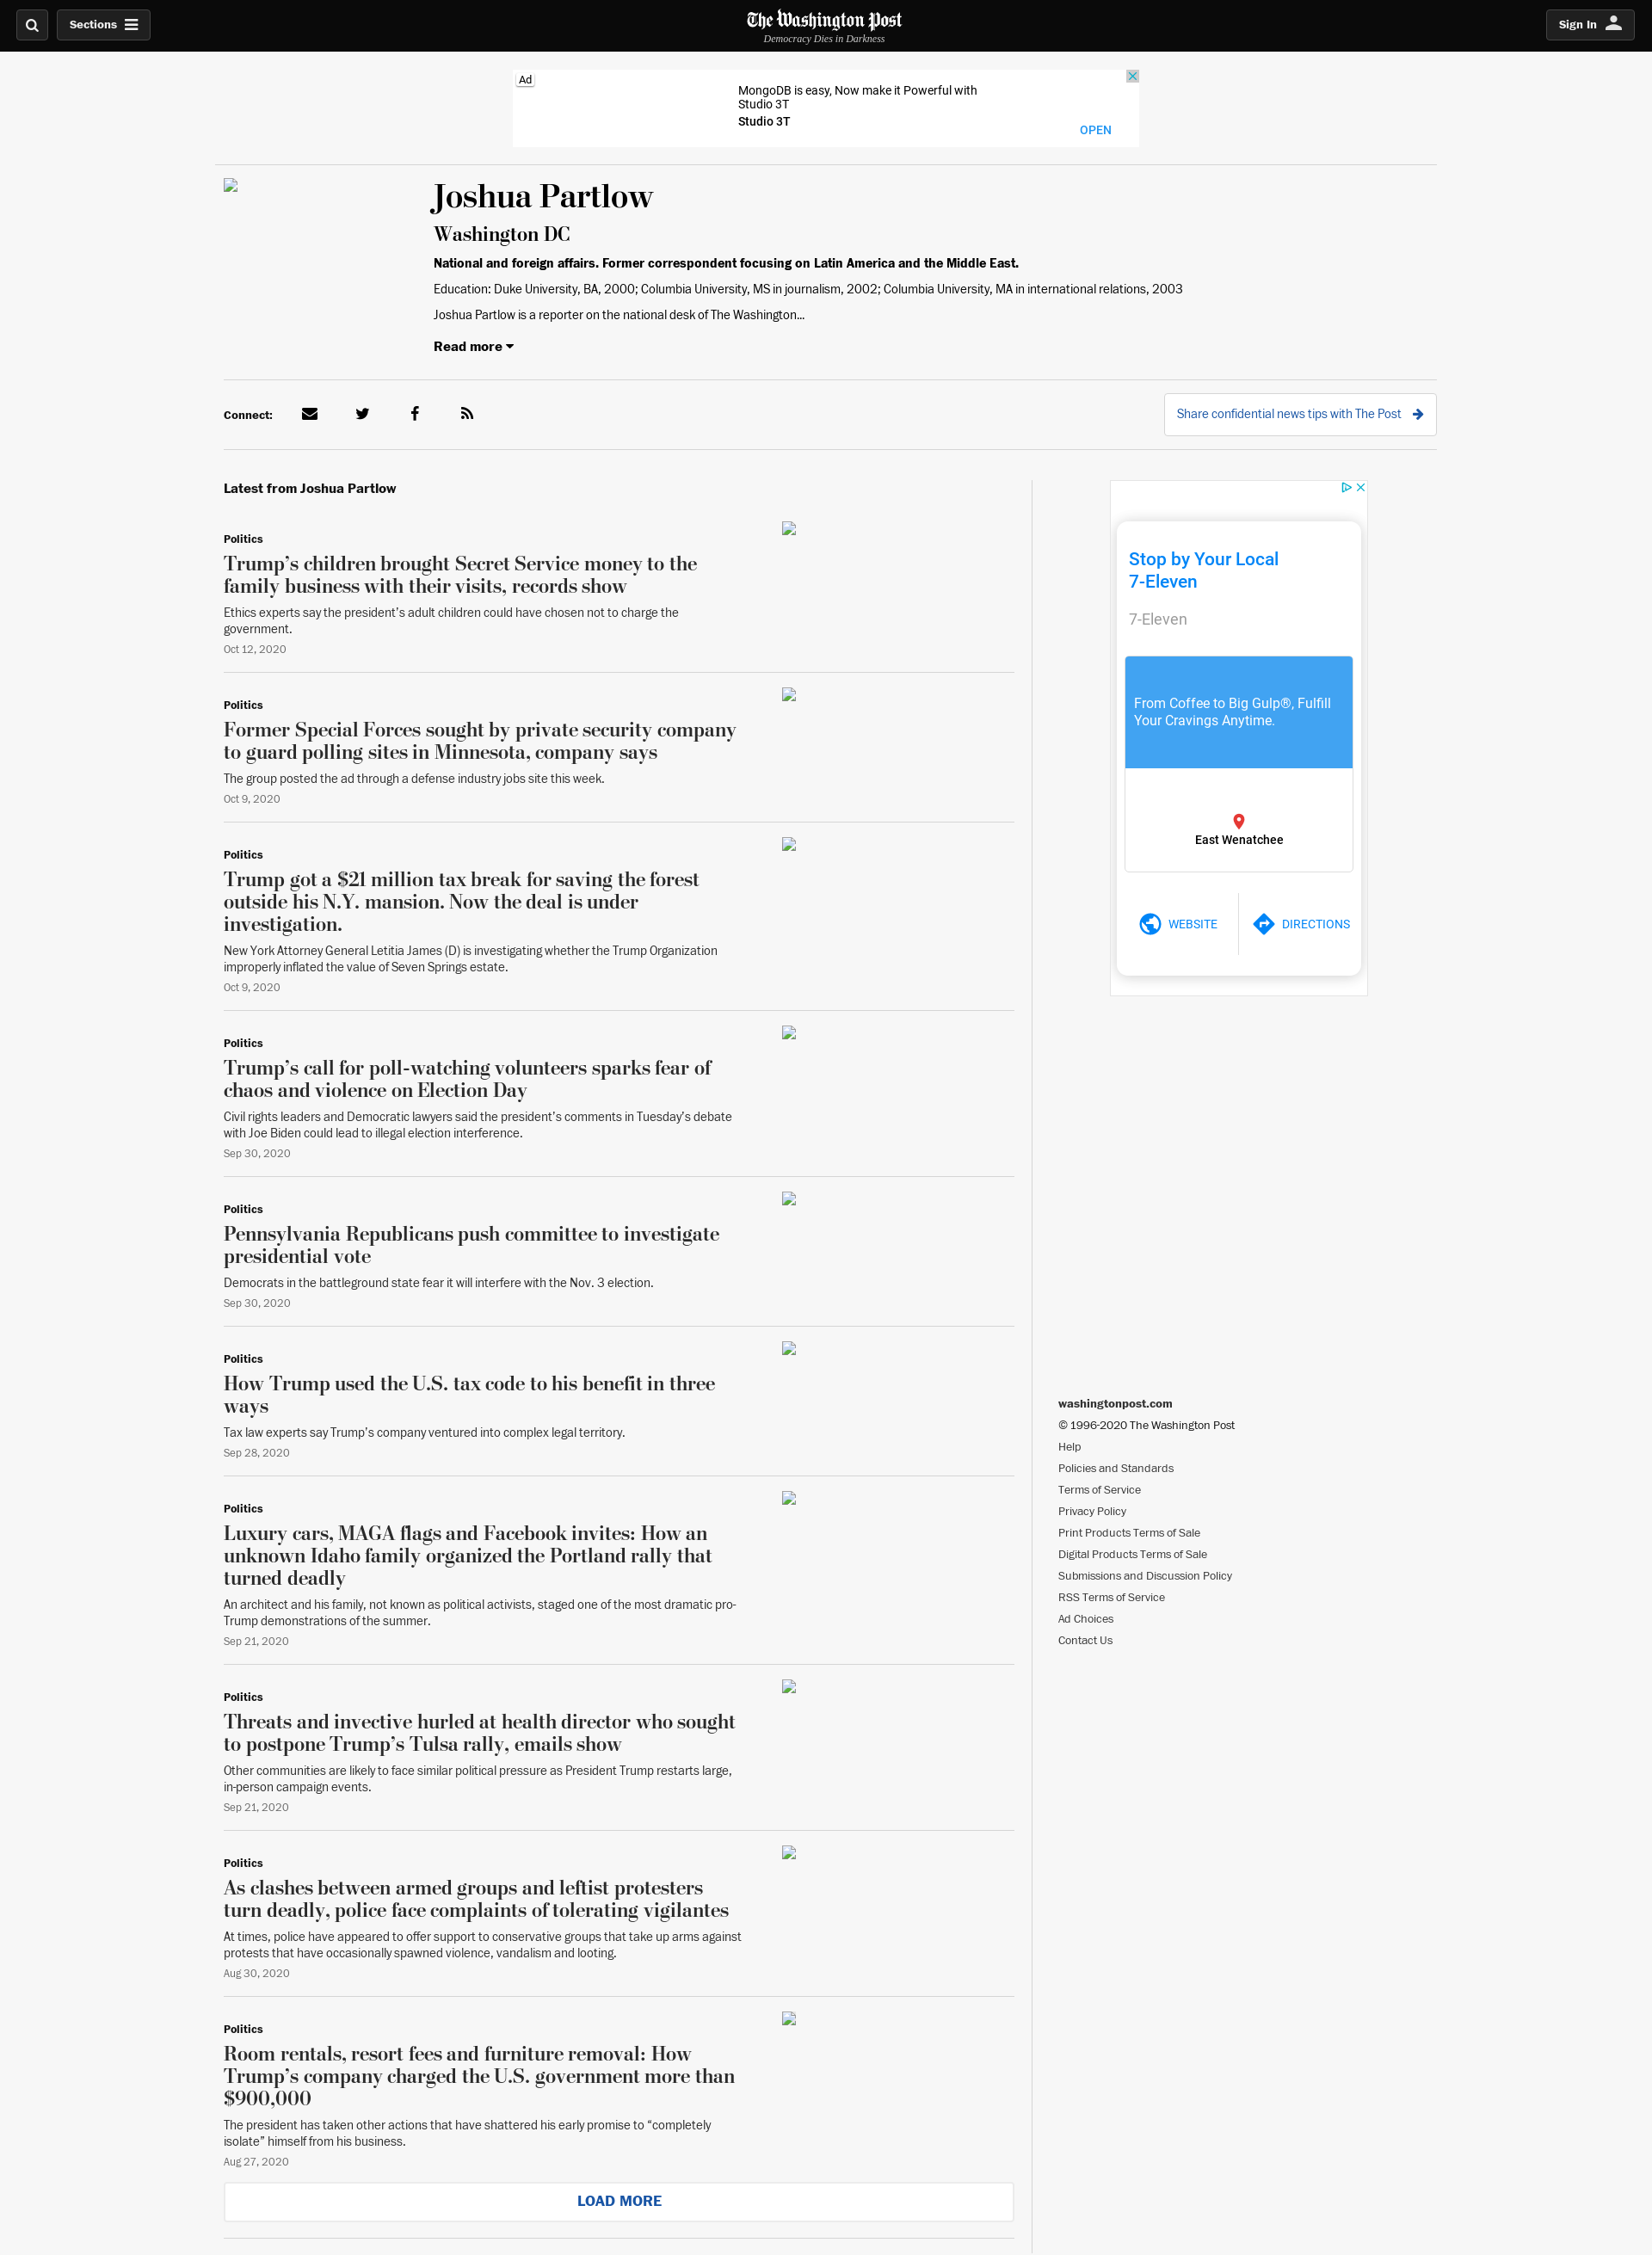 Sections
The Washington Post
Democracy Dies in Darkness
Sign In
Ad
MongoDB is easy, Now make it Powerful with
Studio 3T
Studio 3T
OPEN
Joshua Partlow
Washington DC
National and foreign affairs. Former correspondent focusing on Latin America and the Middle East.
Education: Duke University, BA, 2000; Columbia University, MS in journalism, 2002; Columbia University, MA in international relations, 2003
Joshua Partlow is a reporter on the national desk of The Washington...
Read more
Connect:
Share confidential news tips with The Post
Latest from Joshua Partlow
Politics
Trump’s children brought Secret Service money to the
family business with their visits, records show
Ethics experts say the president’s adult children could have chosen not to charge the
government.
Oct 12, 2020
Politics
Former Special Forces sought by private security company
to guard polling sites in Minnesota, company says
The group posted the ad through a defense industry jobs site this week.
Oct 9, 2020
Politics
Trump got a $21 million tax break for saving the forest
outside his N.Y. mansion. Now the deal is under
investigation.
New York Attorney General Letitia James (D) is investigating whether the Trump Organization
improperly inflated the value of Seven Springs estate.
Oct 9, 2020
Politics
Trump’s call for poll-watching volunteers sparks fear of
chaos and violence on Election Day
Civil rights leaders and Democratic lawyers said the president’s comments in Tuesday’s debate
with Joe Biden could lead to illegal election interference.
Sep 30, 2020
Politics
Pennsylvania Republicans push committee to investigate
presidential vote
Democrats in the battleground state fear it will interfere with the Nov. 3 election.
Sep 30, 2020
Politics
How Trump used the U.S. tax code to his benefit in three
ways
Tax law experts say Trump’s company ventured into complex legal territory.
Sep 28, 2020
Politics
Luxury cars, MAGA flags and Facebook invites: How an
unknown Idaho family organized the Portland rally that
turned deadly
An architect and his family, not known as political activists, staged one of the most dramatic pro-
Trump demonstrations of the summer.
Sep 21, 2020
Politics
Threats and invective hurled at health director who sought
to postpone Trump’s Tulsa rally, emails show
Other communities are likely to face similar political pressure as President Trump restarts large,
in-person campaign events.
Sep 21, 2020
Politics
As clashes between armed groups and leftist protesters
turn deadly, police face complaints of tolerating vigilantes
At times, police have appeared to offer support to conservative groups that take up arms against
protests that have occasionally spawned violence, vandalism and looting.
Aug 30, 2020
Politics
Room rentals, resort fees and furniture removal: How
Trump’s company charged the U.S. government more than
$900,000
The president has taken other actions that have shattered his early promise to “completely
isolate” himself from his business.
Aug 27, 2020
LOAD MORE
Stop by Your Local
7-Eleven
7-Eleven
From Coffee to Big Gulp®, Fulfill
Your Cravings Anytime.
East Wenatchee
WEBSITE
DIRECTIONS
washingtonpost.com
© 1996-2020 The Washington Post
Help
Policies and Standards
Terms of Service
Privacy Policy
Print Products Terms of Sale
Digital Products Terms of Sale
Submissions and Discussion Policy
RSS Terms of Service
Ad Choices
Contact Us